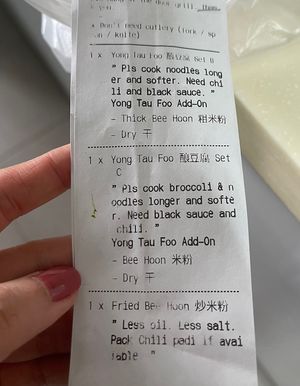 the door grill.
* Don't need cutlery (fork / sp
on / knife)
1 x Yong Tau Foo 酿豆腐 Set B
" Pls cook noodles long
er and softer. Need chi
li and black sauce. "
Yong Tau Foo Add-On
- Thick Bee Hoon 粗米粉
- Dry 干
1 x Yong Tau Foo 酿豆腐 Set
C
" Pls cook broccoli & n
oodles longer and softe
r. Need black sauce and
chili. "
Yong Tau Foo Add-On
- Bee Hoon 米粉
- Dry 干
1 x Fried Bee Hoon 炒米粉
" Less oil. Less salt.
Pack Chili padi if avai
lable "